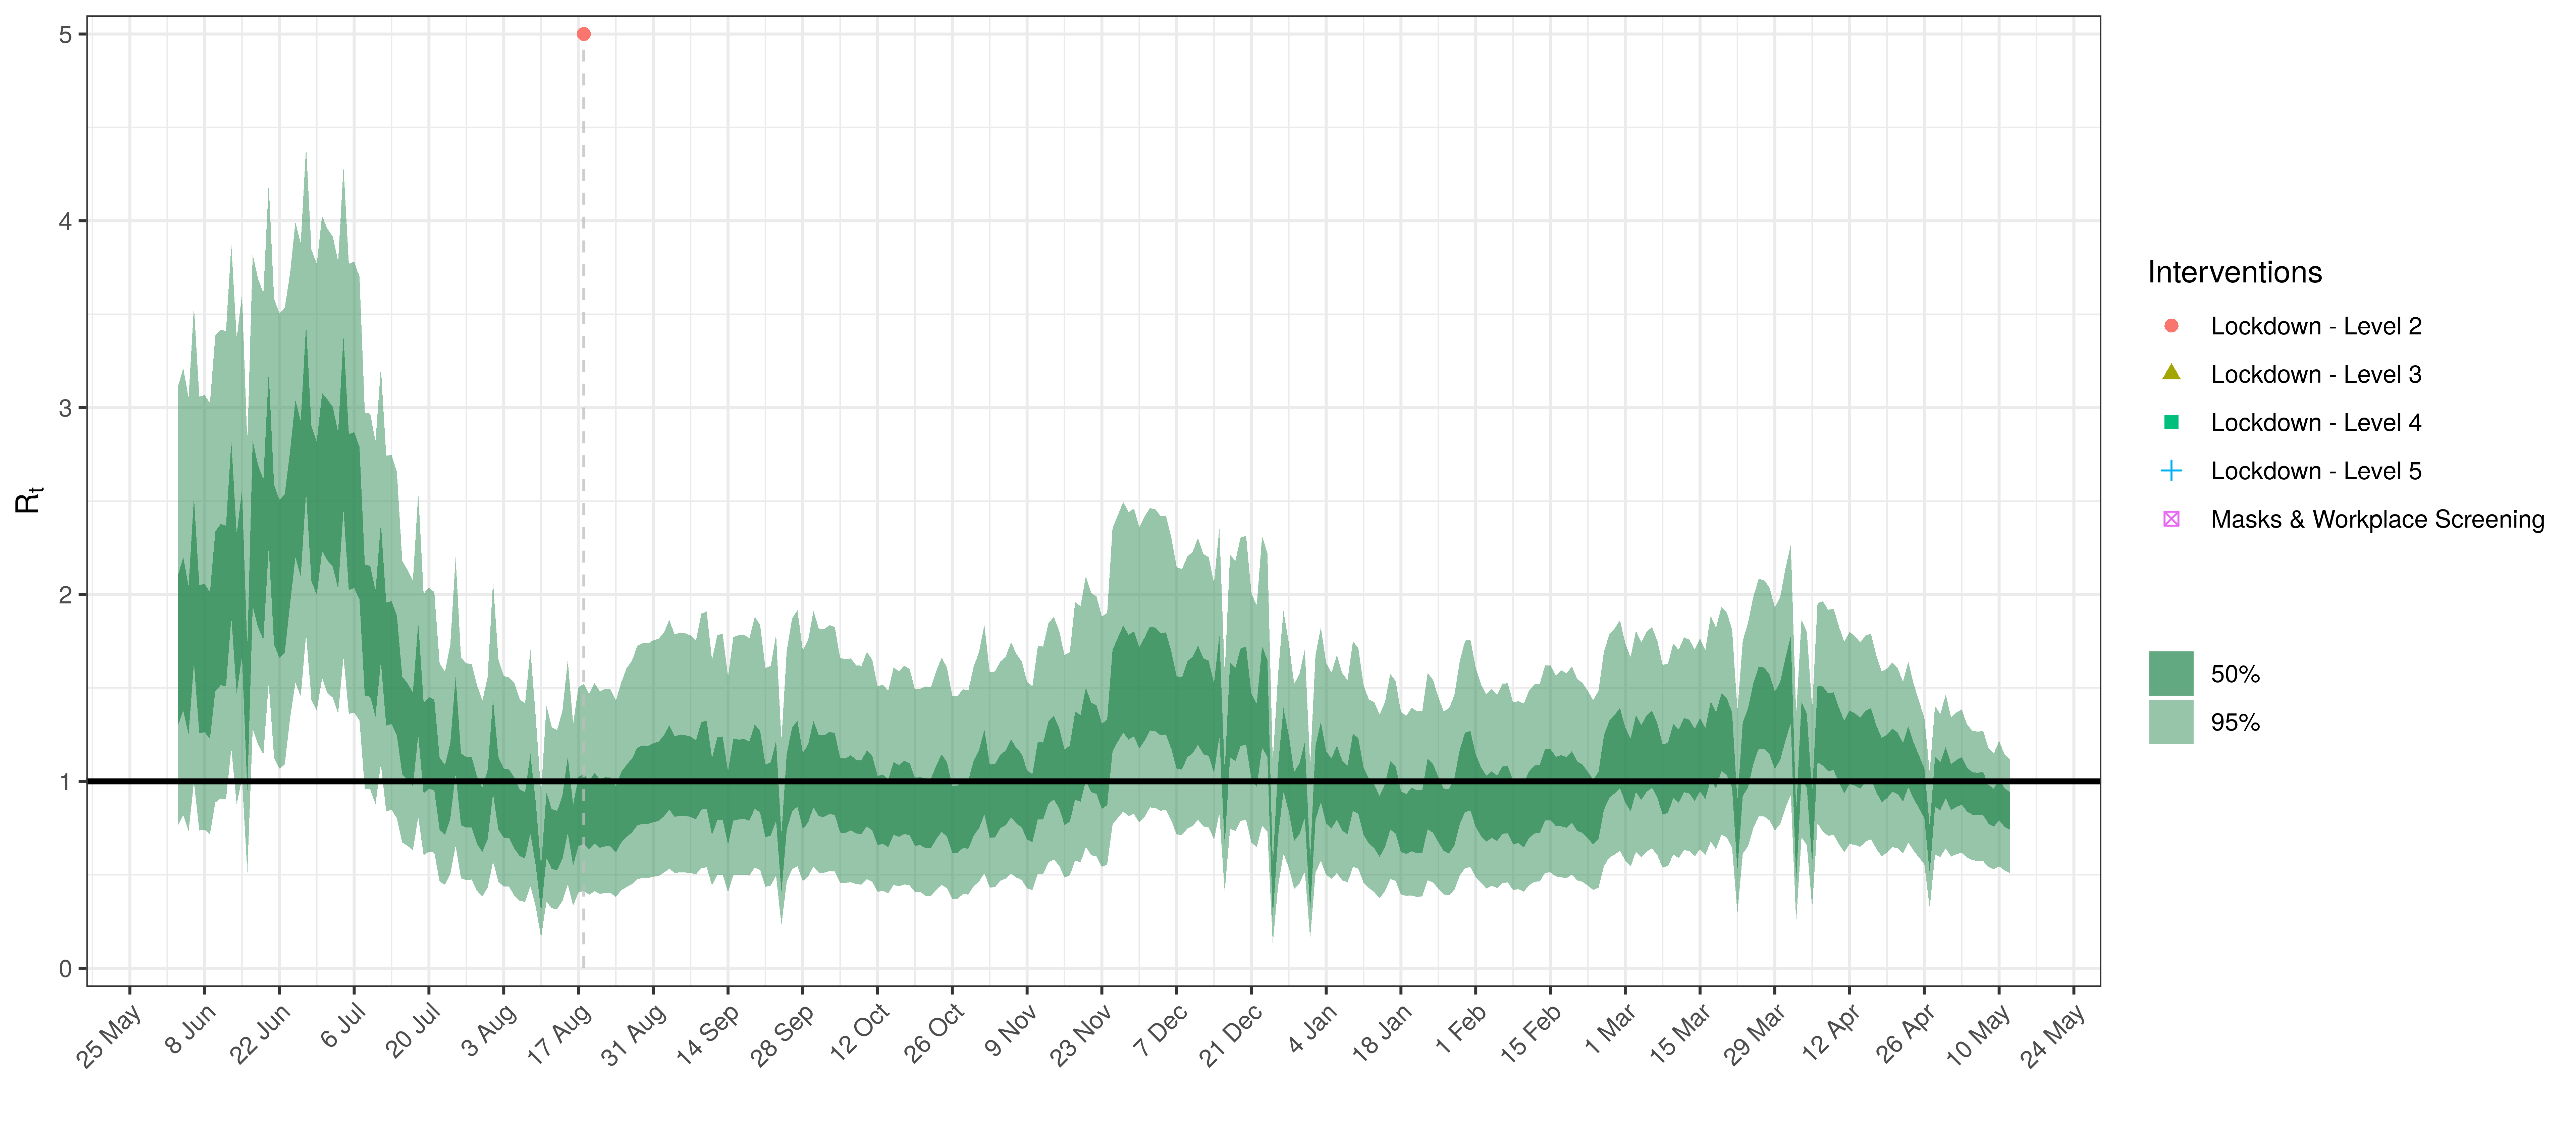 5
4
3
2
1
0
Rt
25 May
8 Jun
22 Jun
6 Jul
20 Jul
3 Aug
17 Aug
31 Aug
14 Sep
28 Sep
12 Oct
26 Oct
9 Nov
23 Nov
7 Dec
21 Dec
4 Jan
18 Jan
1 Feb
15 Feb
1 Mar
15 Mar
29 Mar
12 Apr
26 Apr
10 May
24 May
Interventions
Lockdown - Level 2
Lockdown - Level 3
Lockdown - Level 4
Lockdown - Level 5
Masks & Workplace Screening
50%
95%